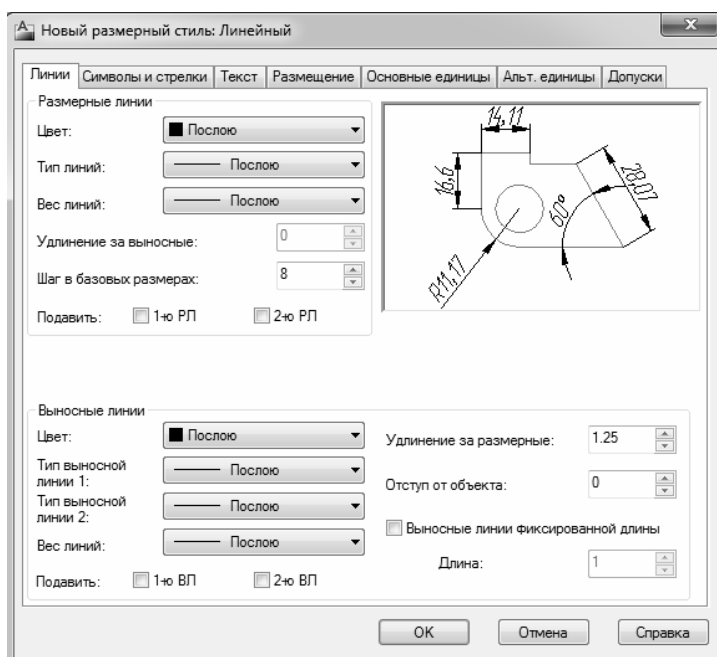 Новый размерный стиль: Линейный
Линии Символы и стрелки Текст Размещение Основные единицы Альт. единицы Допуски
Размерные линии
Цвет: Послою
Тип линий: Послою
Вес линий: Послою
Удлинение за выносные: 0
Шаг в базовых размерах: 8
Подавить: 1-ю РЛ 2-ю РЛ
14,11
16,6
28,07
60°
R11,17
Выносные линии
Цвет: Послою
Тип выносной линии 1: Послою
Тип выносной линии 2: Послою
Вес линий: Послою
Подавить: 1-ю ВЛ 2-ю ВЛ
Удлинение за размерные: 1.25
Отступ от объекта: 0
Выносные линии фиксированной длины
Длина: 1
OK Отмена Справка